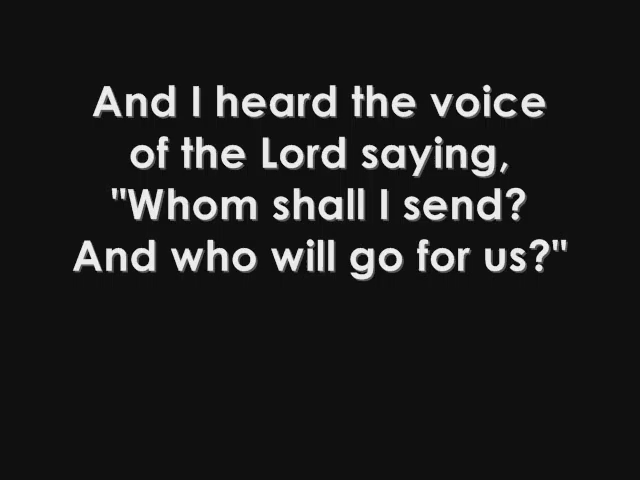 And I heard the voice
of the Lord saying,
"Whom shall I send?
And who will go for us?"